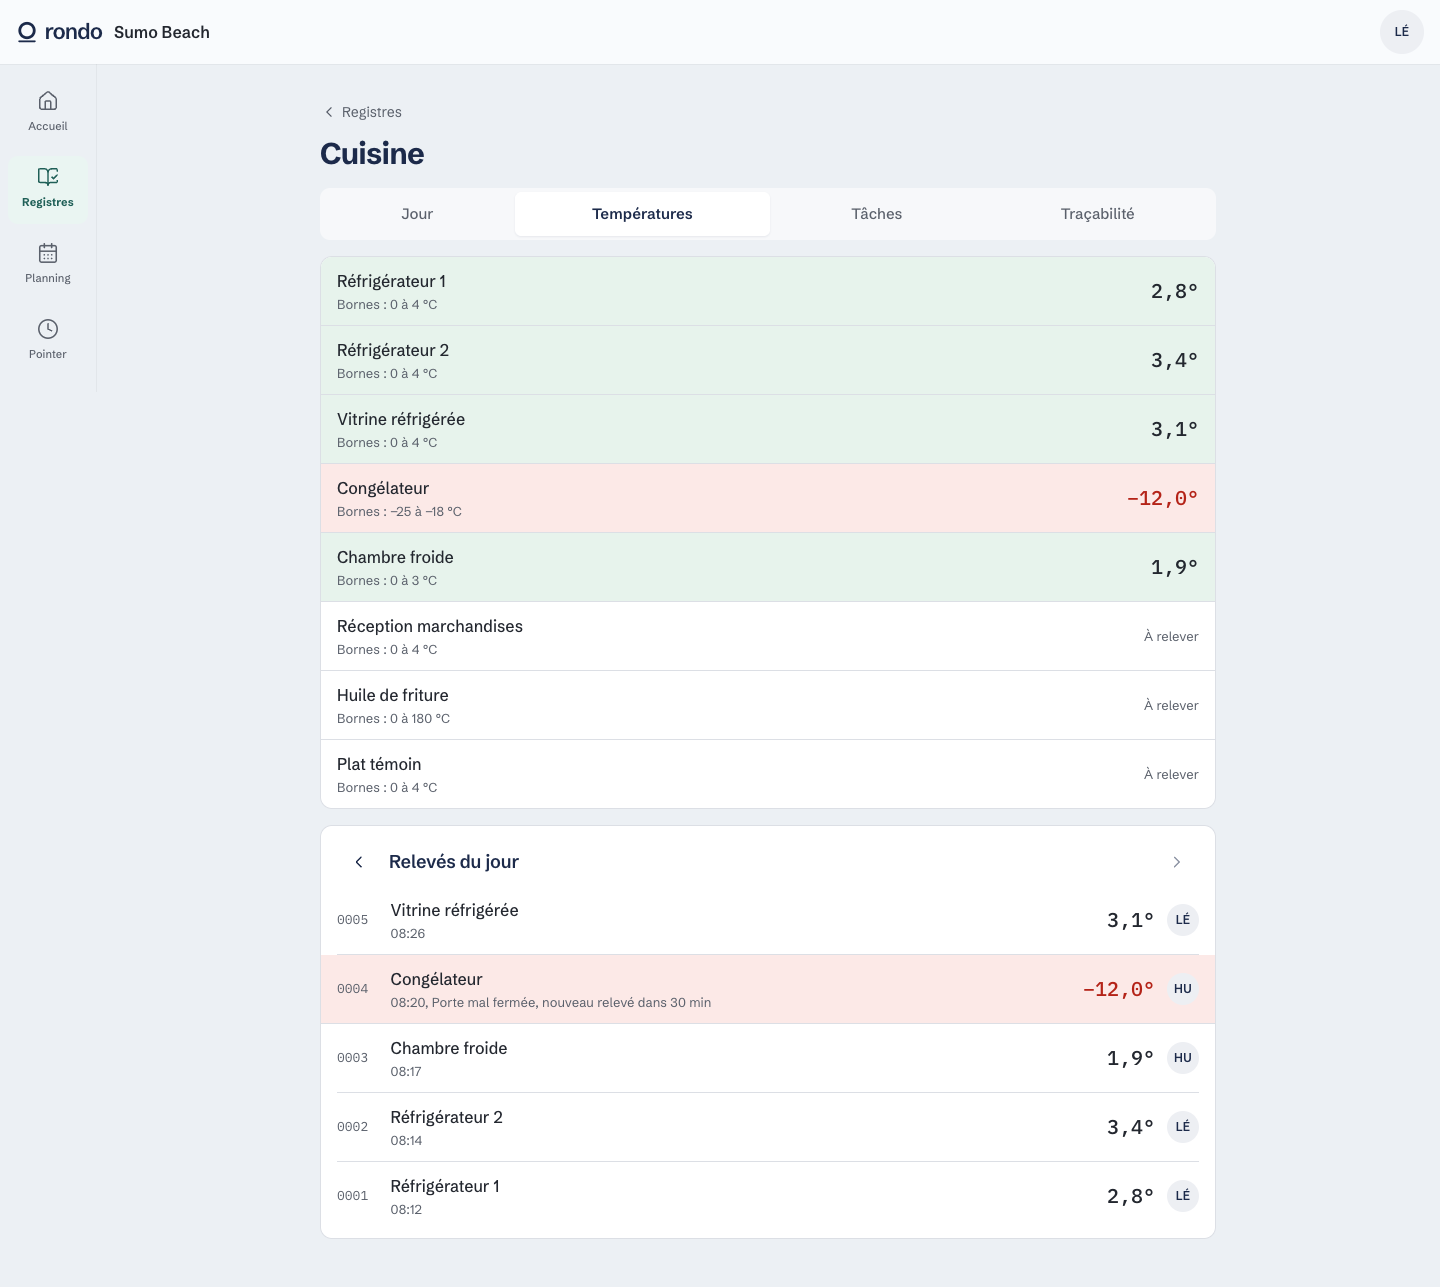 rondo Sumo Beach LÉ
Accueil
Registres
Planning
Pointer
Registres
Cuisine
Jour Températures Tâches Traçabilité
Réfrigérateur 1
Bornes : 0 à 4 °C
2,8°
Réfrigérateur 2
Bornes : 0 à 4 °C
3,4°
Vitrine réfrigérée
Bornes : 0 à 4 °C
3,1°
Congélateur
Bornes : −25 à −18 °C
−12,0°
Chambre froide
Bornes : 0 à 3 °C
1,9°
Réception marchandises
Bornes : 0 à 4 °C
À relever
Huile de friture
Bornes : 0 à 180 °C
À relever
Plat témoin
Bornes : 0 à 4 °C
À relever
Relevés du jour
0005 Vitrine réfrigérée
08:26
3,1° LÉ
0004 Congélateur
08:20, Porte mal fermée, nouveau relevé dans 30 min
−12,0° HU
0003 Chambre froide
08:17
1,9° HU
0002 Réfrigérateur 2
08:14
3,4° LÉ
0001 Réfrigérateur 1
08:12
2,8° LÉ